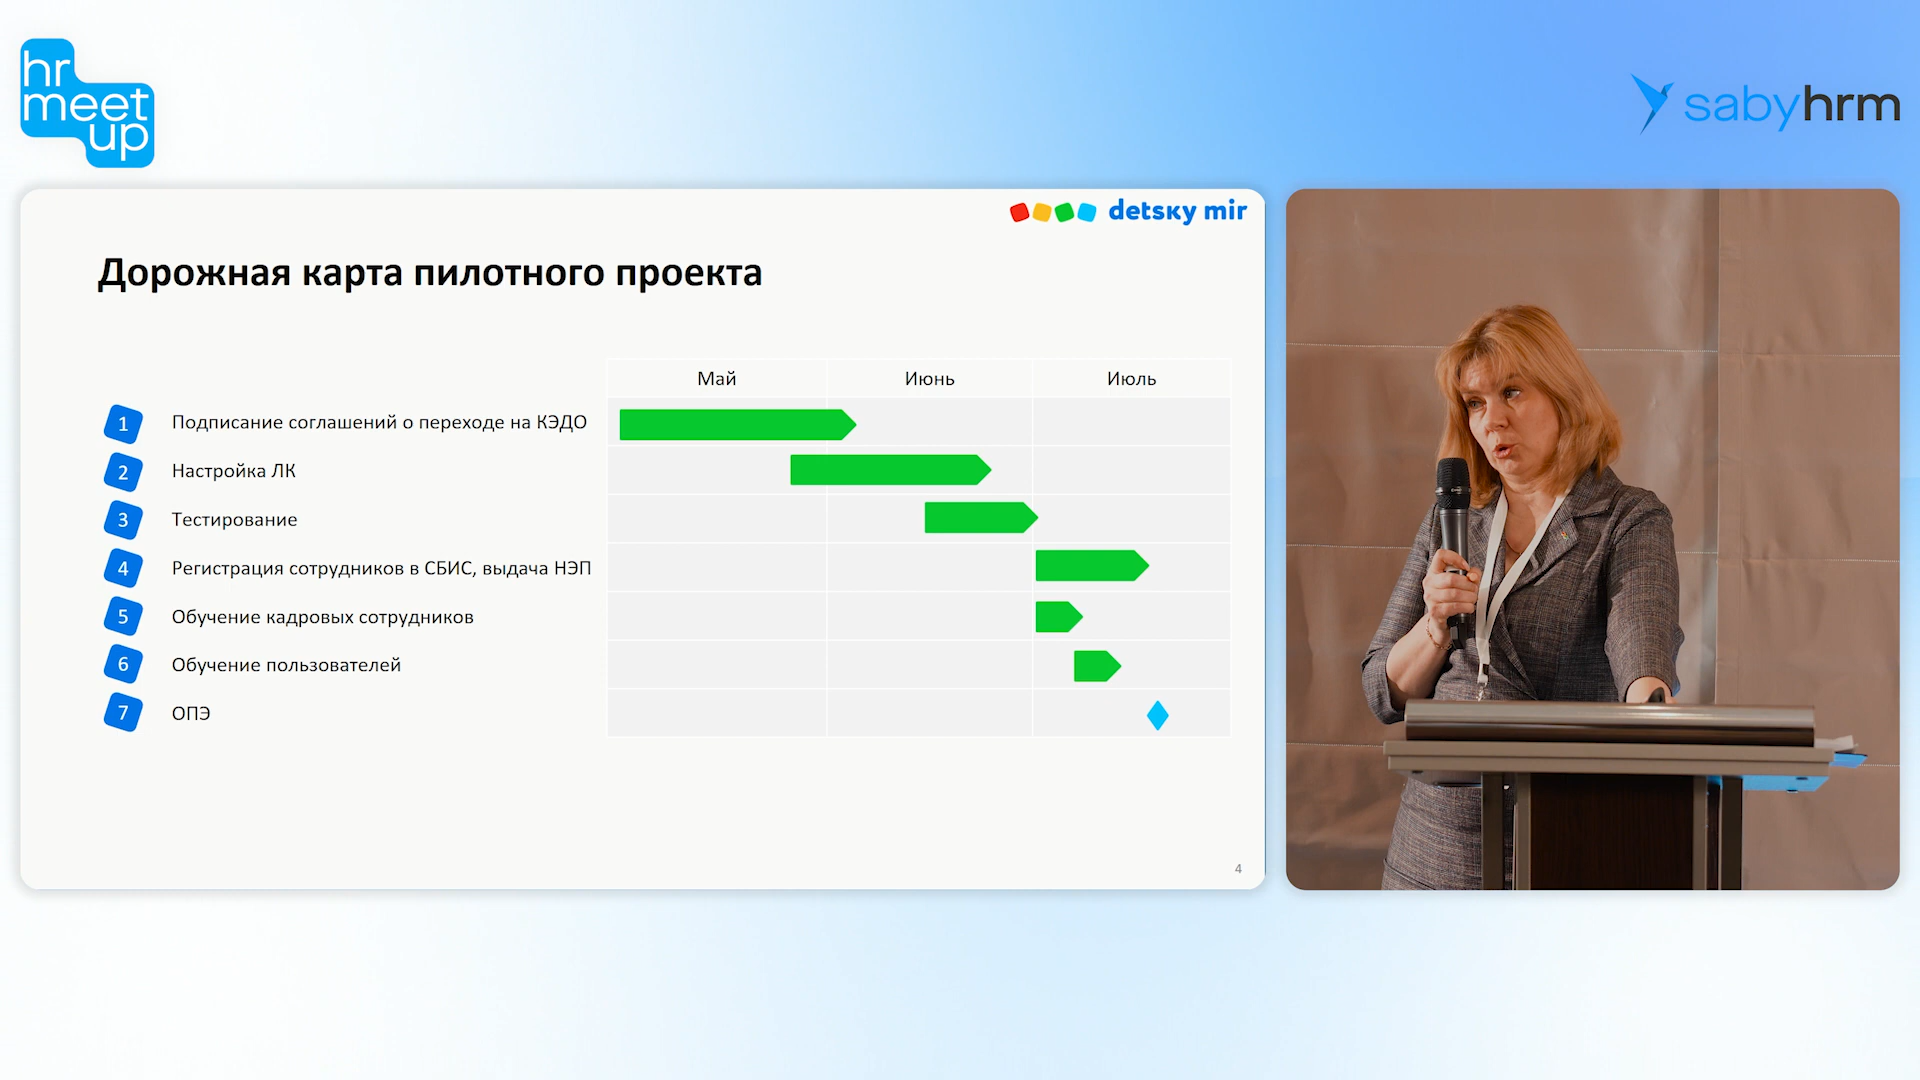 hr
meet
up
sabyhrm
detsky mir
Дорожная карта пилотного проекта
Май Июнь Июль
1 Подписание соглашений о переходе на КЭДО
2 Настройка ЛК
3 Тестирование
4 Регистрация сотрудников в СБИС, выдача НЭП
5 Обучение кадровых сотрудников
6 Обучение пользователей
7 ОПЭ
4